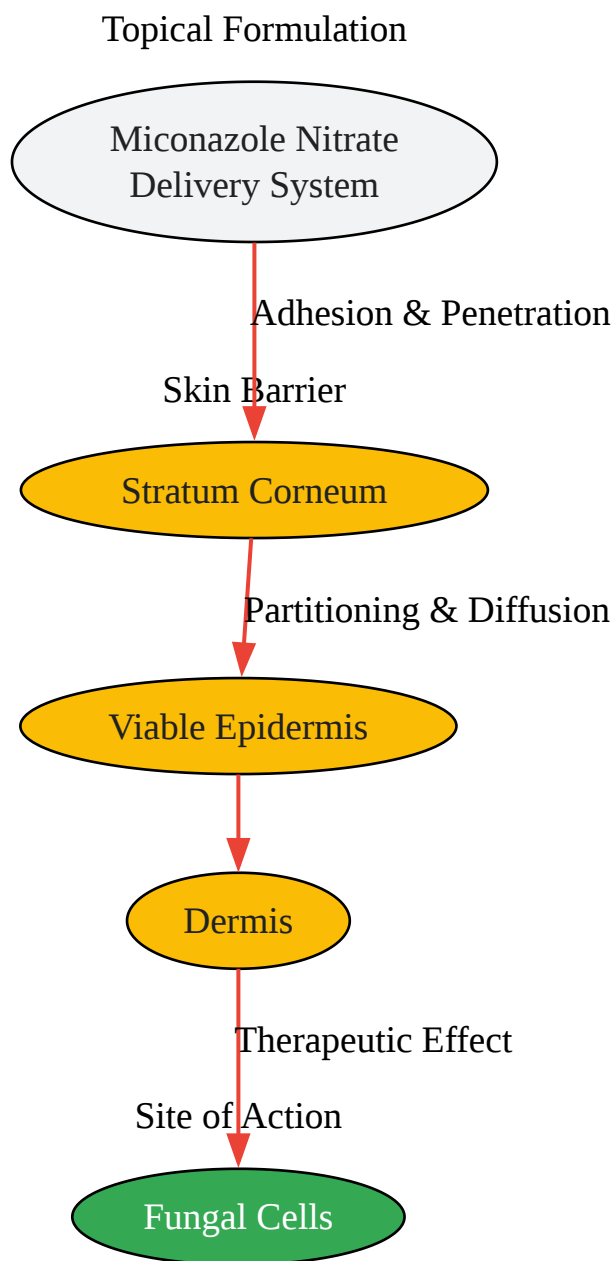 Topical Formulation
Miconazole Nitrate
Delivery System
Adhesion & Penetration
Skin Barrier
Stratum Corneum
Partitioning & Diffusion
Viable Epidermis
Dermis
Therapeutic Effect
Site of Action
Fungal Cells